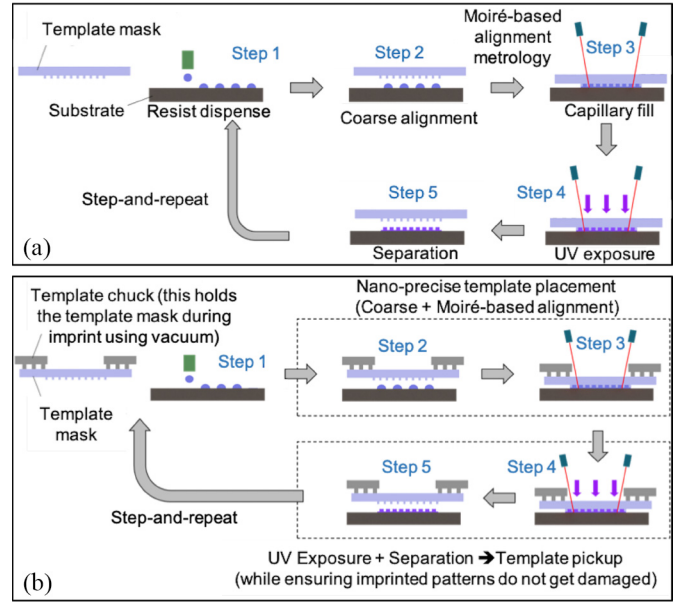 Template mask
Step 1
Substrate
Resist dispense
Step 2
Coarse alignment
Moiré-based
alignment
metrology
Step 3
Capillary fill
Step 4
UV exposure
Step 5
Separation
Step-and-repeat
(a)
Template chuck (this holds
the template mask during
imprint using vacuum)
Template
mask
Step 1
Nano-precise template placement
(Coarse + Moiré-based alignment)
Step 2
Step 3
Step 4
Step 5
Step-and-repeat
UV Exposure + Separation ➔Template pickup
(while ensuring imprinted patterns do not get damaged)
(b)